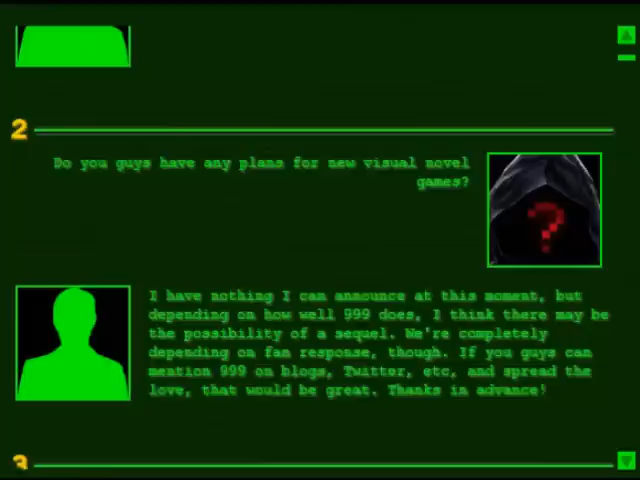 2
Do you guys have any plans for new visual novel
games?
?
I have nothing I can announce at this moment, but
depending on how well 999 does, I think there may be
the possibility of a sequel. We're completely
depending on fan response, though. If you guys can
mention 999 on blogs, Twitter, etc, and spread the
love, that would be great. Thanks in advance!
3